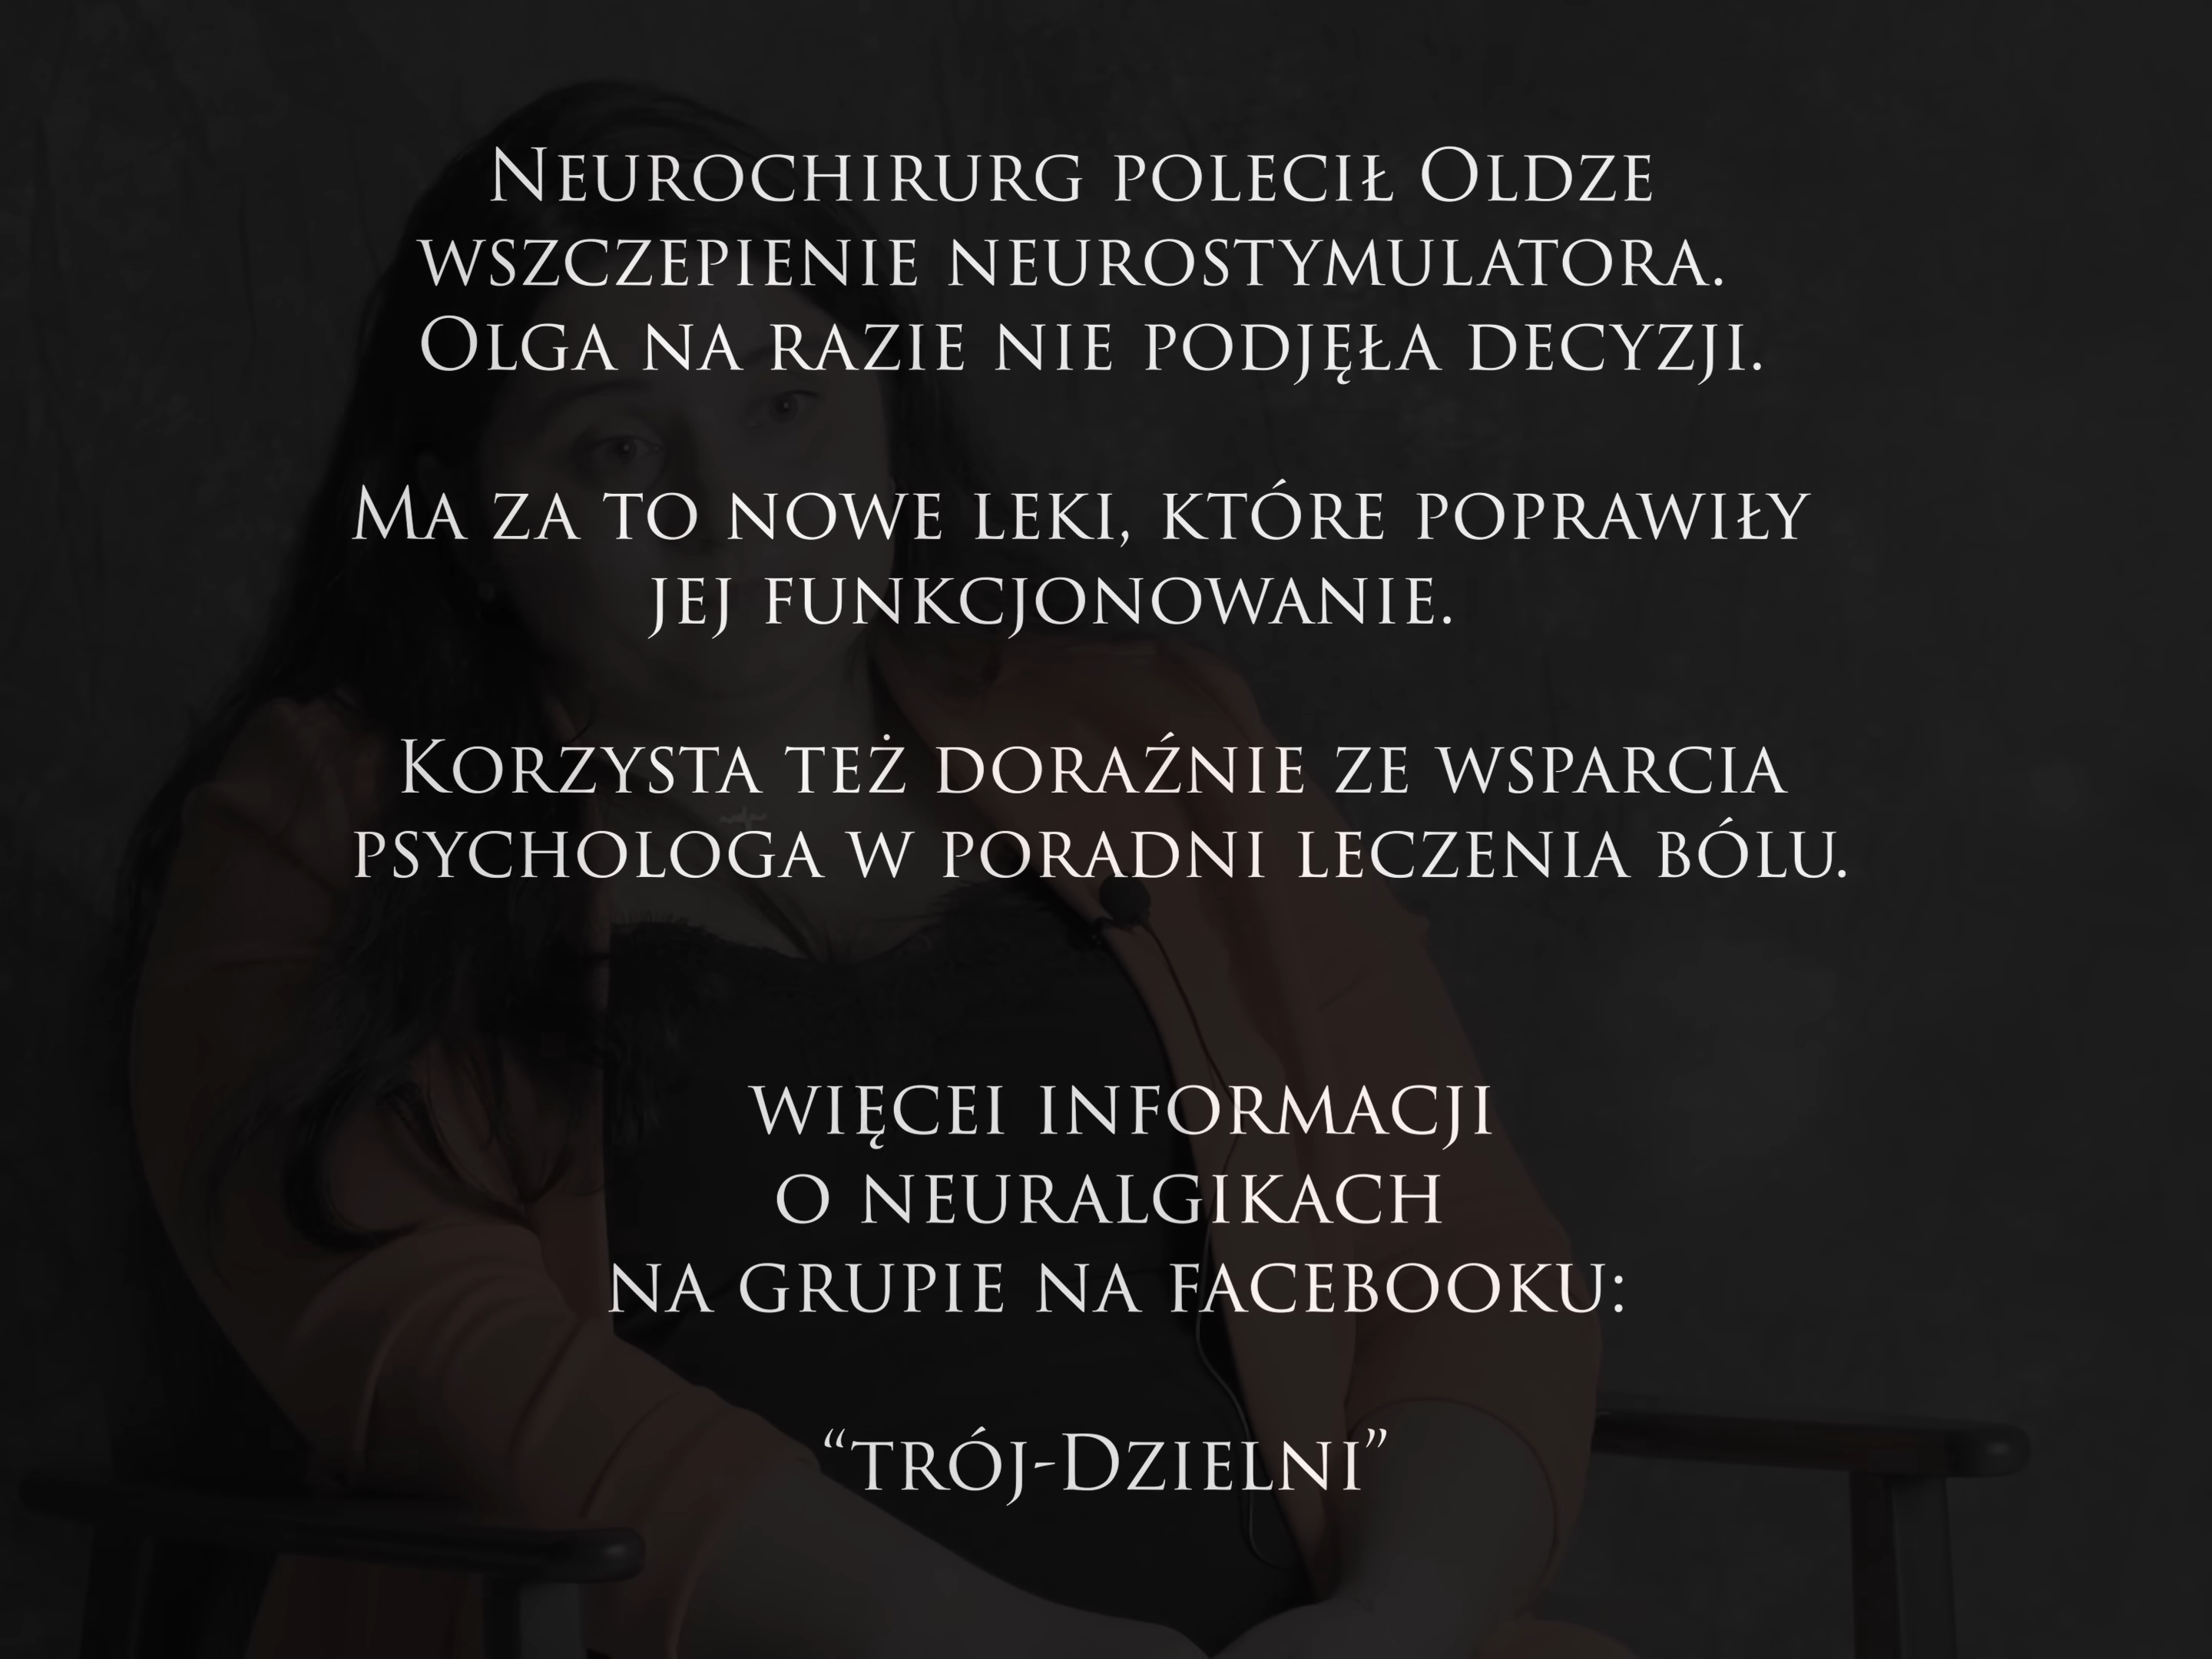 Neurochirurg polecił Oldze
wszczepienie neurostymulatora.
Olga na razie nie podjęła decyzji.
Ma za to nowe leki, które poprawiły
jej funkcjonowanie.
Korzysta też doraźnie ze wsparcia
psychologa w poradni leczenia bólu.
więcei informacji
o neuralgikach
na grupie na facebooku:
“trój-Dzielni”